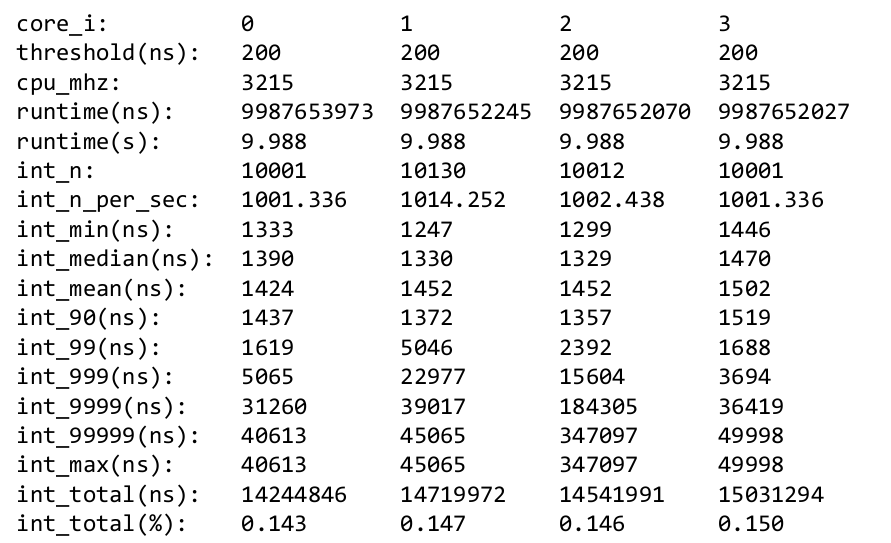 core_i: 0 1 2 3
threshold(ns): 200 200 200 200
cpu_mhz: 3215 3215 3215 3215
runtime(ns): 9987653973 9987652245 9987652070 9987652027
runtime(s): 9.988 9.988 9.988 9.988
int_n: 10001 10130 10012 10001
int_n_per_sec: 1001.336 1014.252 1002.438 1001.336
int_min(ns): 1333 1247 1299 1446
int_median(ns): 1390 1330 1329 1470
int_mean(ns): 1424 1452 1452 1502
int_90(ns): 1437 1372 1357 1519
int_99(ns): 1619 5046 2392 1688
int_999(ns): 5065 22977 15604 3694
int_9999(ns): 31260 39017 184305 36419
int_99999(ns): 40613 45065 347097 49998
int_max(ns): 40613 45065 347097 49998
int_total(ns): 14244846 14719972 14541991 15031294
int_total(%): 0.143 0.147 0.146 0.150